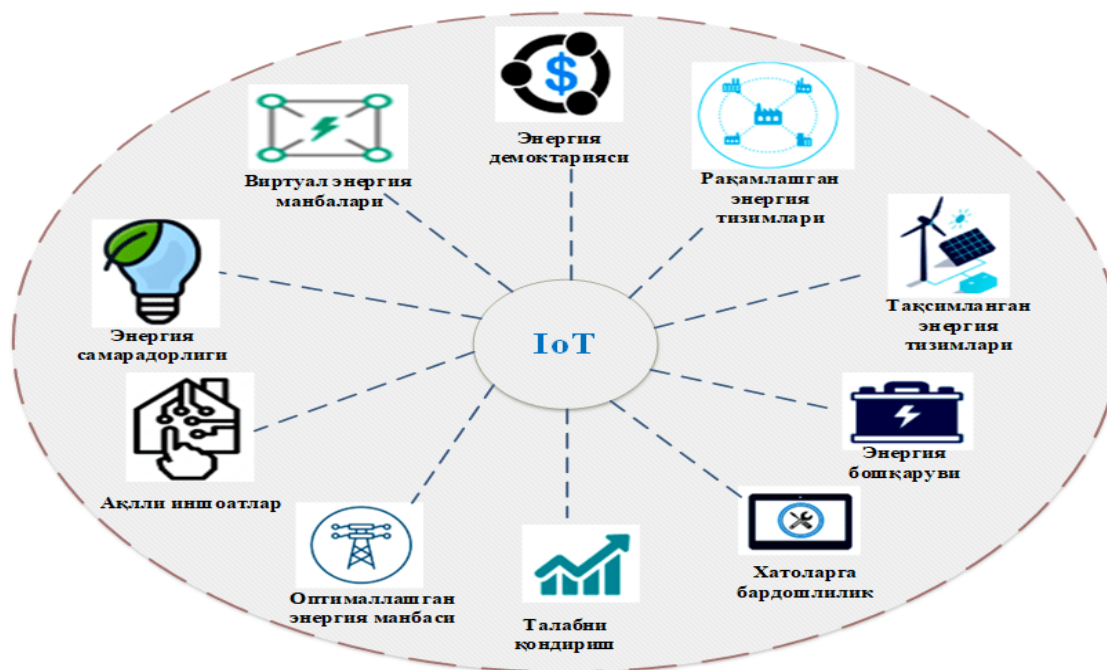 Энергия
демоктарияси
Виртуал энергия
манбалари
Рақамлашган
энергия
тизимлари
Тақсимланган
энергия
тизимлари
Энергия
самарадорлиги
IoT
Энергия
бошқаруви
Ақлли иншоатлар
Хатоларга
бардошлилик
Оптималлашган
энергия манбаси
Талабни
қондириш